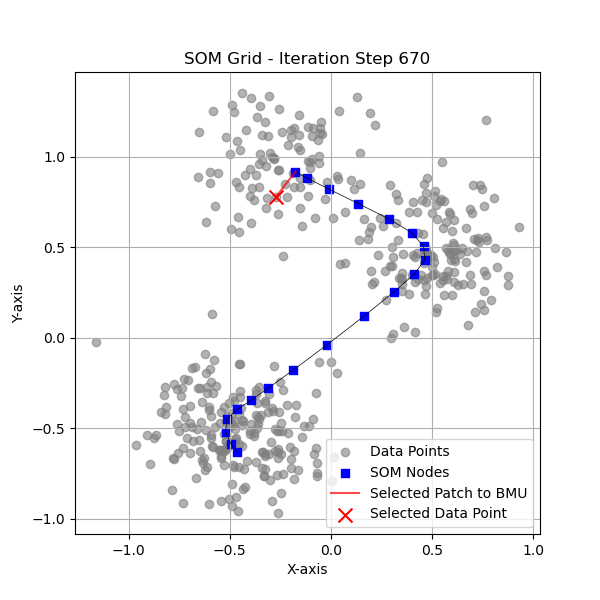 SOM Grid - Iteration Step 670
Y-axis
1.0
0.5
0.0
−0.5
−1.0
Data Points
SOM Nodes
Selected Patch to BMU
Selected Data Point
−1.0 −0.5 0.0 0.5 1.0
X-axis